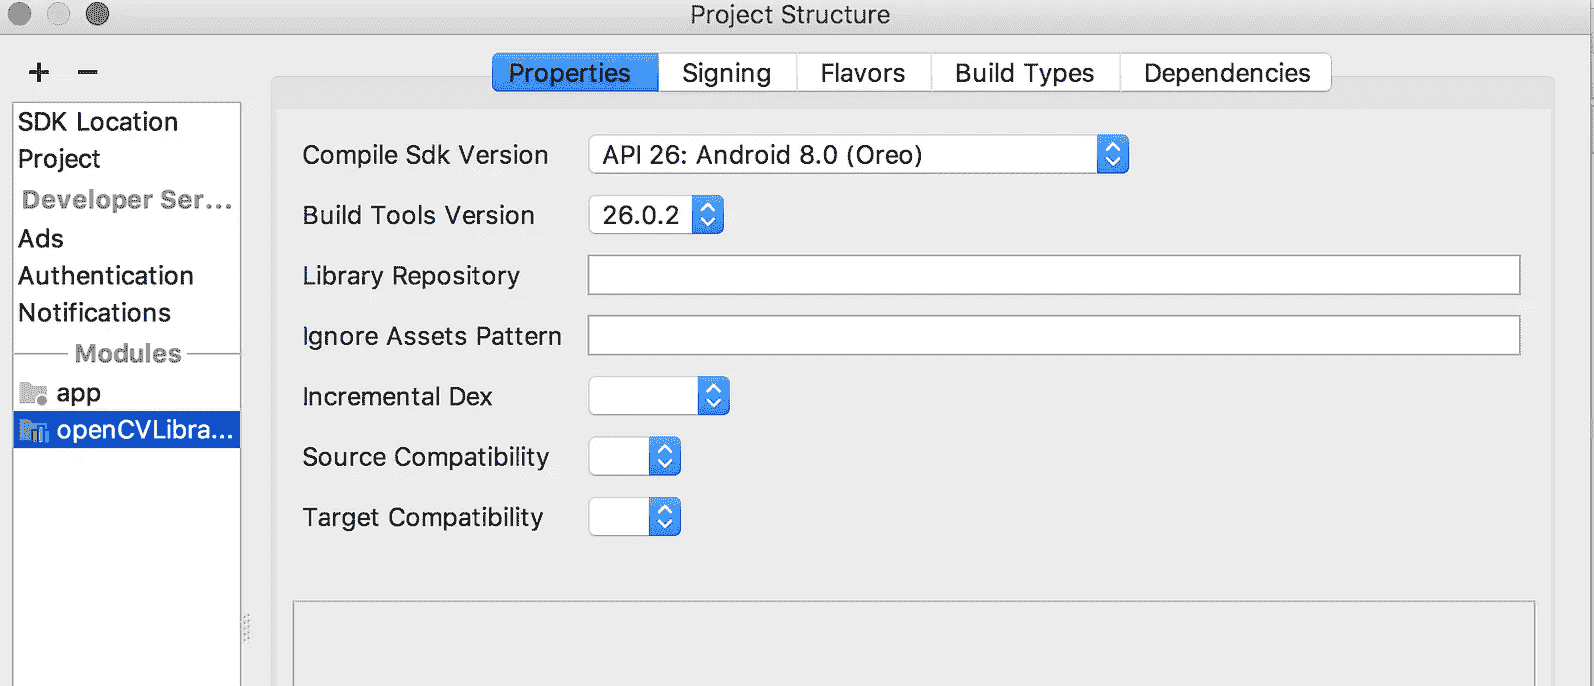 Project Structure
Properties Signing Flavors Build Types Dependencies
SDK Location
Project
Developer Ser...
Ads
Authentication
Notifications
Modules
app
openCVLibra...
Compile Sdk Version API 26: Android 8.0 (Oreo)
Build Tools Version 26.0.2
Library Repository
Ignore Assets Pattern
Incremental Dex
Source Compatibility
Target Compatibility